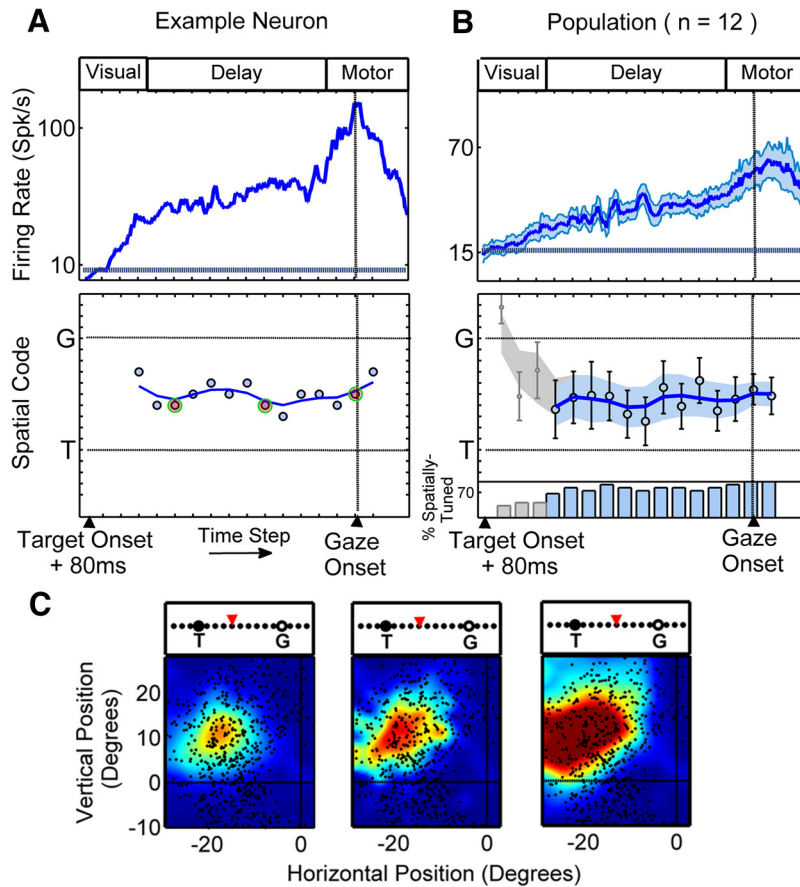 A
Example Neuron
B
Population ( n = 12 )
Visual
Delay
Motor
Visual
Delay
Motor
Firing Rate (Spk/s)
100
10
70
15
Spatial Code
G
T
G
T
% Spatially-
Tuned
70
Target Onset
+ 80ms
Time Step
Gaze
Onset
Target Onset
+ 80ms
Gaze
Onset
C
T
G
T
G
T
G
Vertical Position
(Degrees)
20
10
0
-10
-20
0
-20
0
-20
0
Horizontal Position (Degrees)